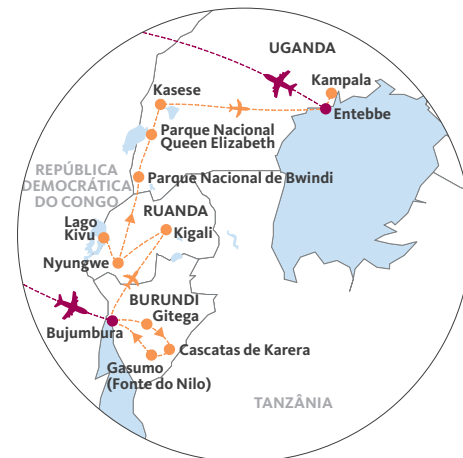 UGANDA
Kampala
Kasese
Entebbe
Parque Nacional
Queen Elizabeth
REPÚBLICA
DEMOCRÁTICA
DO CONGO
Parque Nacional de Bwindi
Lago
Kivu
RUANDA
Kigali
Nyungwe
BURUNDI
Gitega
Bujumbura
Cascatas de Karera
Gasumo
(Fonte do Nilo)
TANZÂNIA